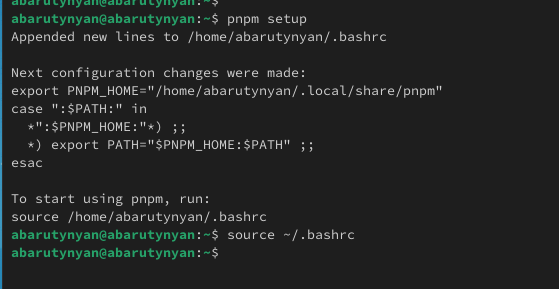 abarutynyan@abarutynyan:~$
abarutynyan@abarutynyan:~$ pnpm setup
Appended new lines to /home/abarutynyan/.bashrc
Next configuration changes were made:
export PNPM_HOME="/home/abarutynyan/.local/share/pnpm"
case ":$PATH:" in
  *":$PNPM_HOME:"*) ;;
  *) export PATH="$PNPM_HOME:$PATH" ;;
esac
To start using pnpm, run:
source /home/abarutynyan/.bashrc
abarutynyan@abarutynyan:~$ source ~/.bashrc
abarutynyan@abarutynyan:~$